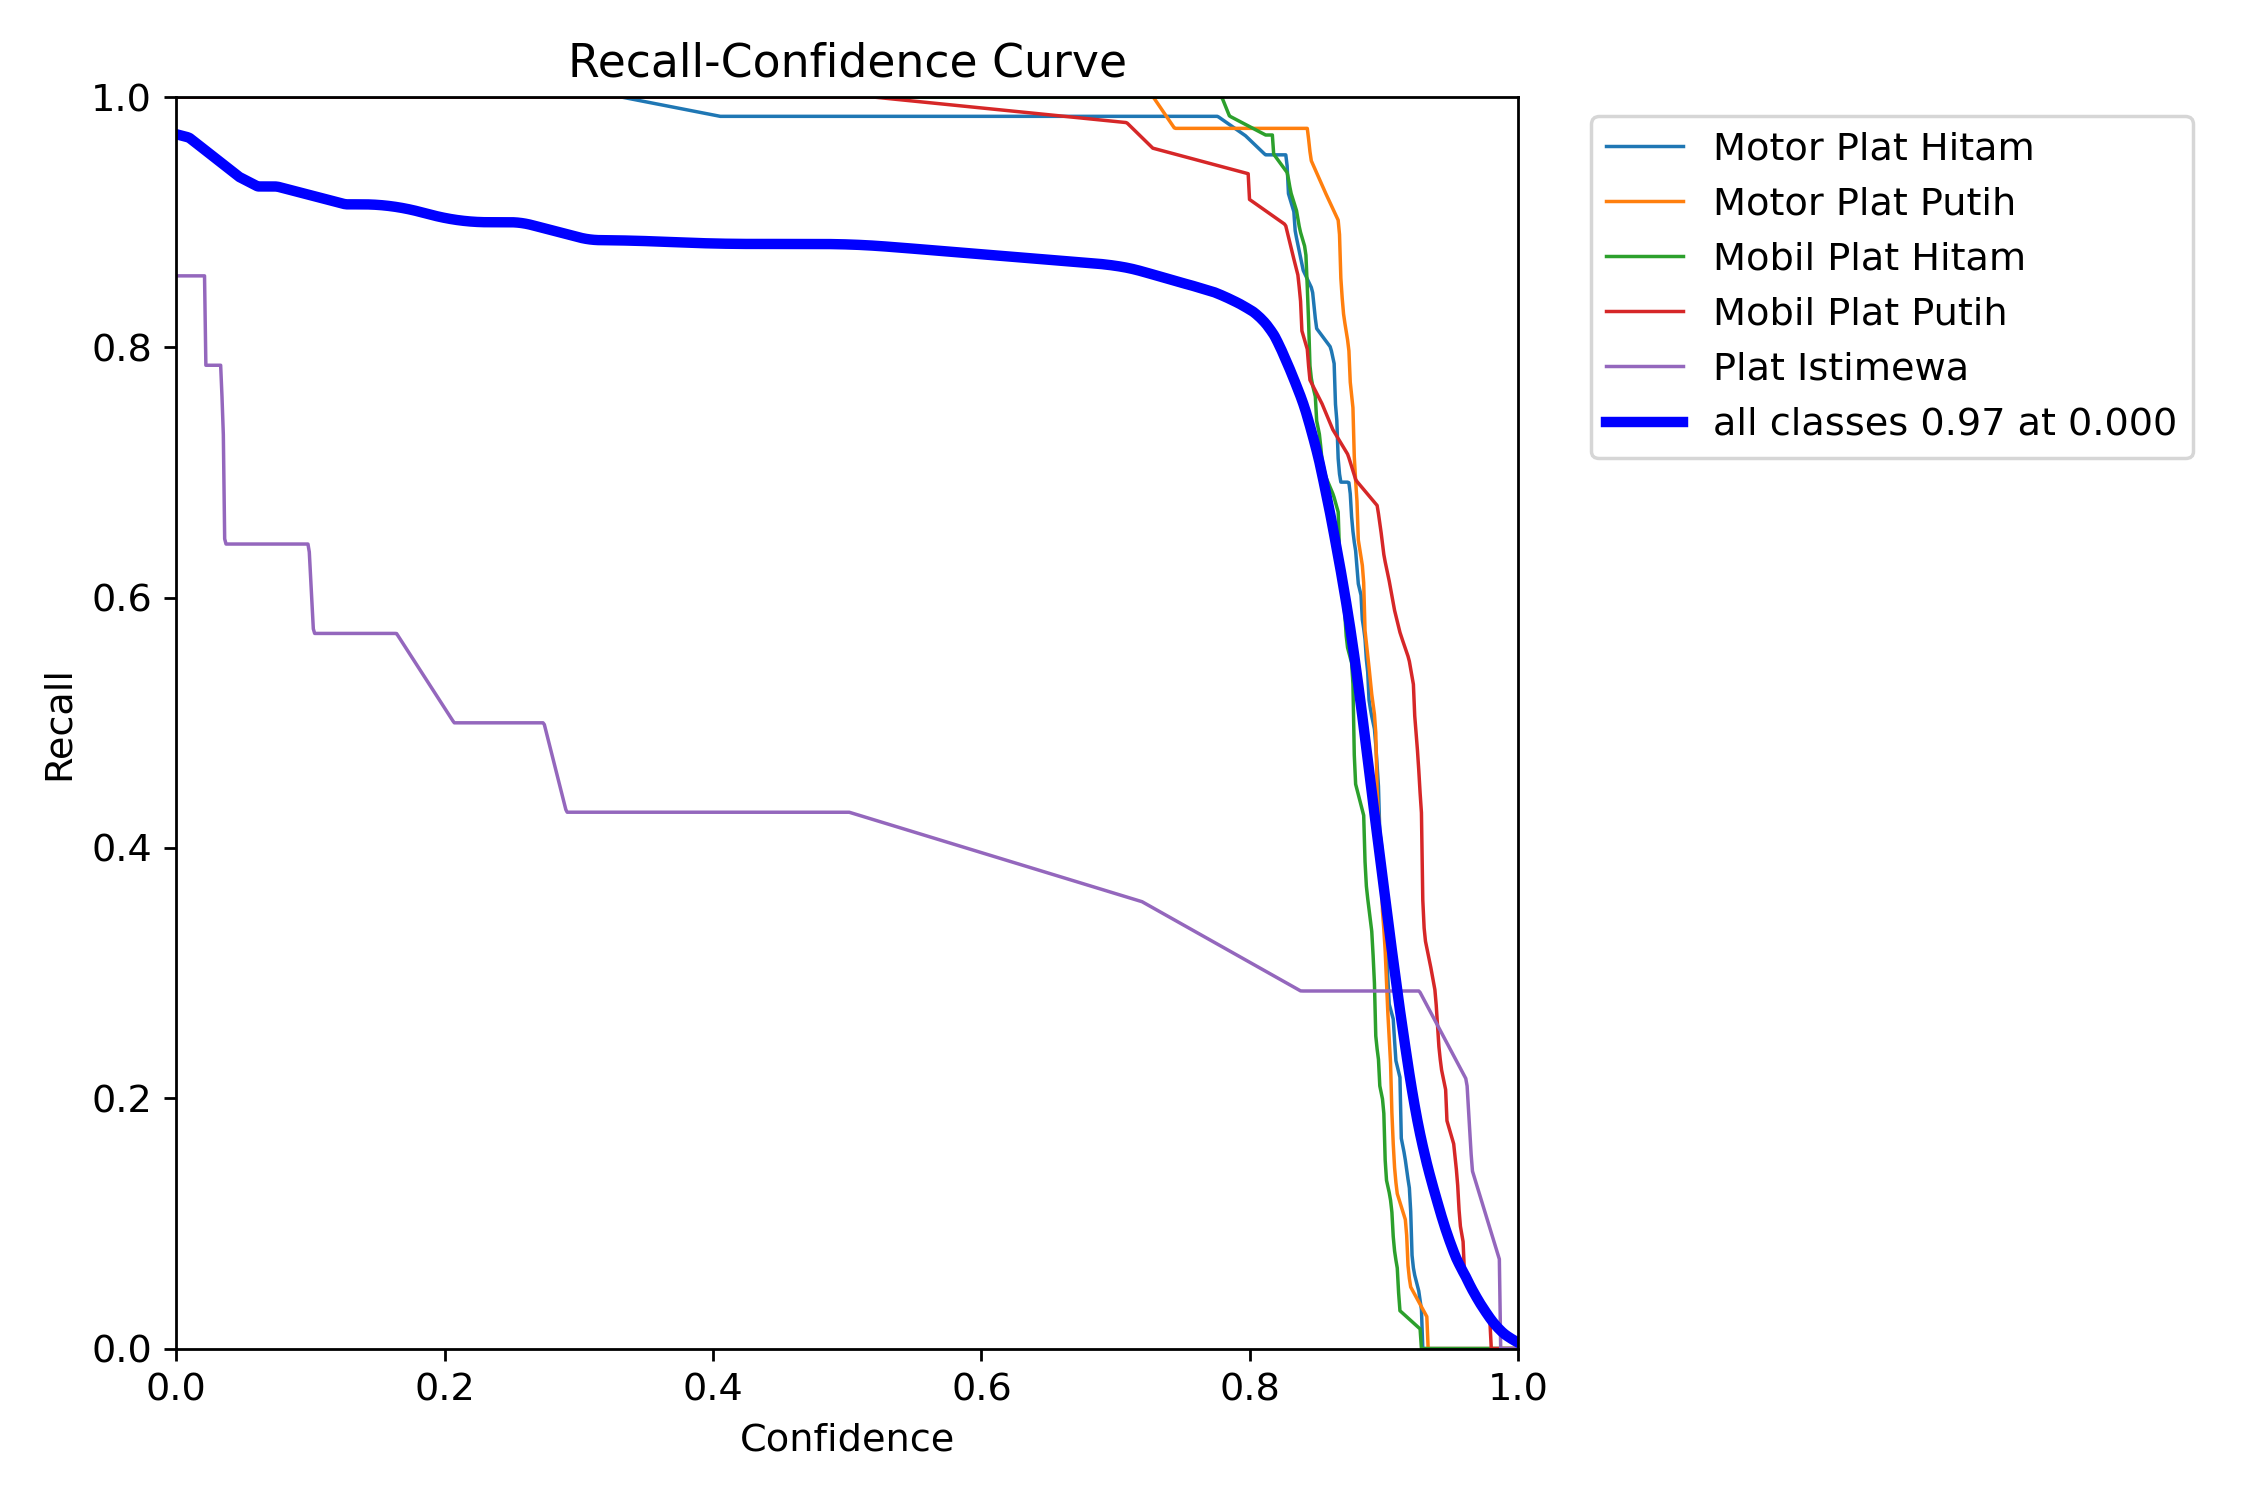 Recall-Confidence Curve
1.0
0.8
0.6
0.4
0.2
0.0
Recall
0.0 0.2 0.4 0.6 0.8 1.0
Confidence
Motor Plat Hitam
Motor Plat Putih
Mobil Plat Hitam
Mobil Plat Putih
Plat Istimewa
all classes 0.97 at 0.000